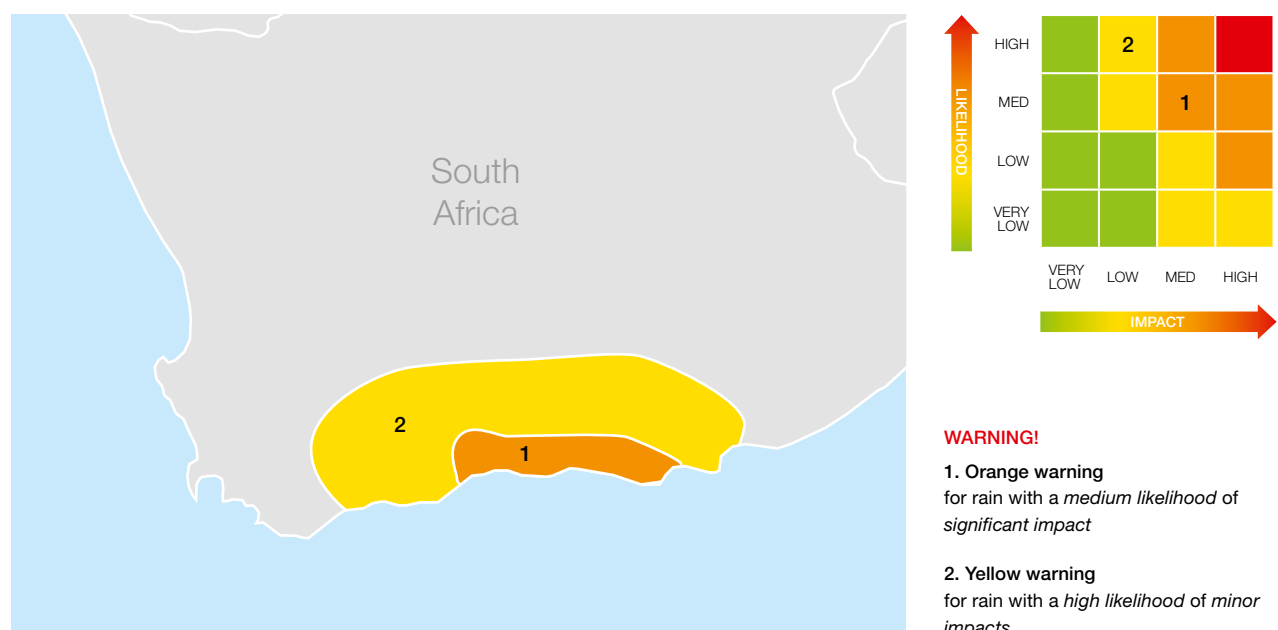 South
Africa
2
1
LIKELIHOOD
HIGH
2
MED
1
LOW
VERY
LOW
VERY
LOW
LOW
MED
HIGH
IMPACT
WARNING!
1. Orange warning
for rain with a medium likelihood of
significant impact
2. Yellow warning
for rain with a high likelihood of minor
impacts